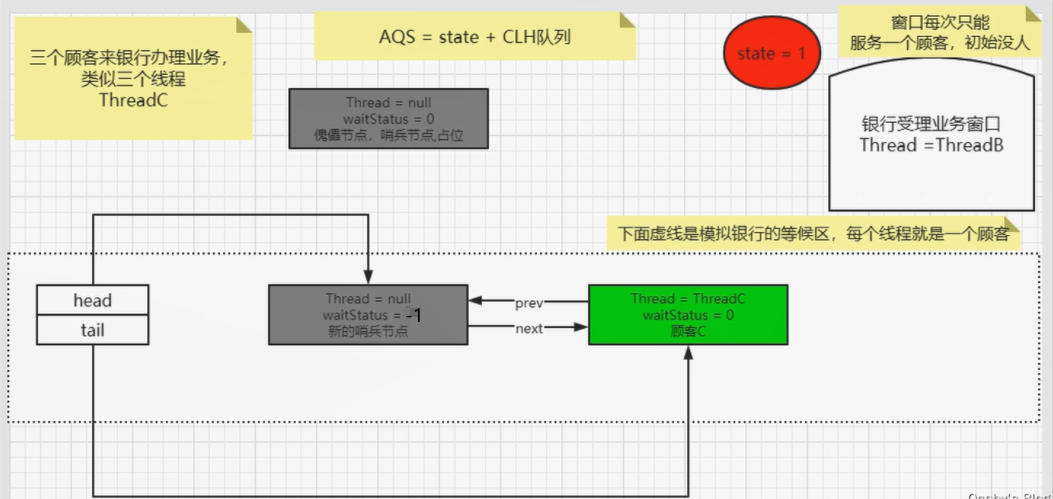 三个顾客来银行办理业务，
类似三个线程
ThreadC
AQS = state + CLH队列
state = 1
窗口每次只能
服务一个顾客，初始没人
Thread = null
waitStatus = 0
傀儡节点，哨兵节点,占位
银行受理业务窗口
Thread =ThreadB
下面虚线是模拟银行的等候区，每个线程就是一个顾客
head
tail
Thread = null
waitStatus = -1
新的哨兵节点
prev
next
Thread = ThreadC
waitStatus = 0
顾客C